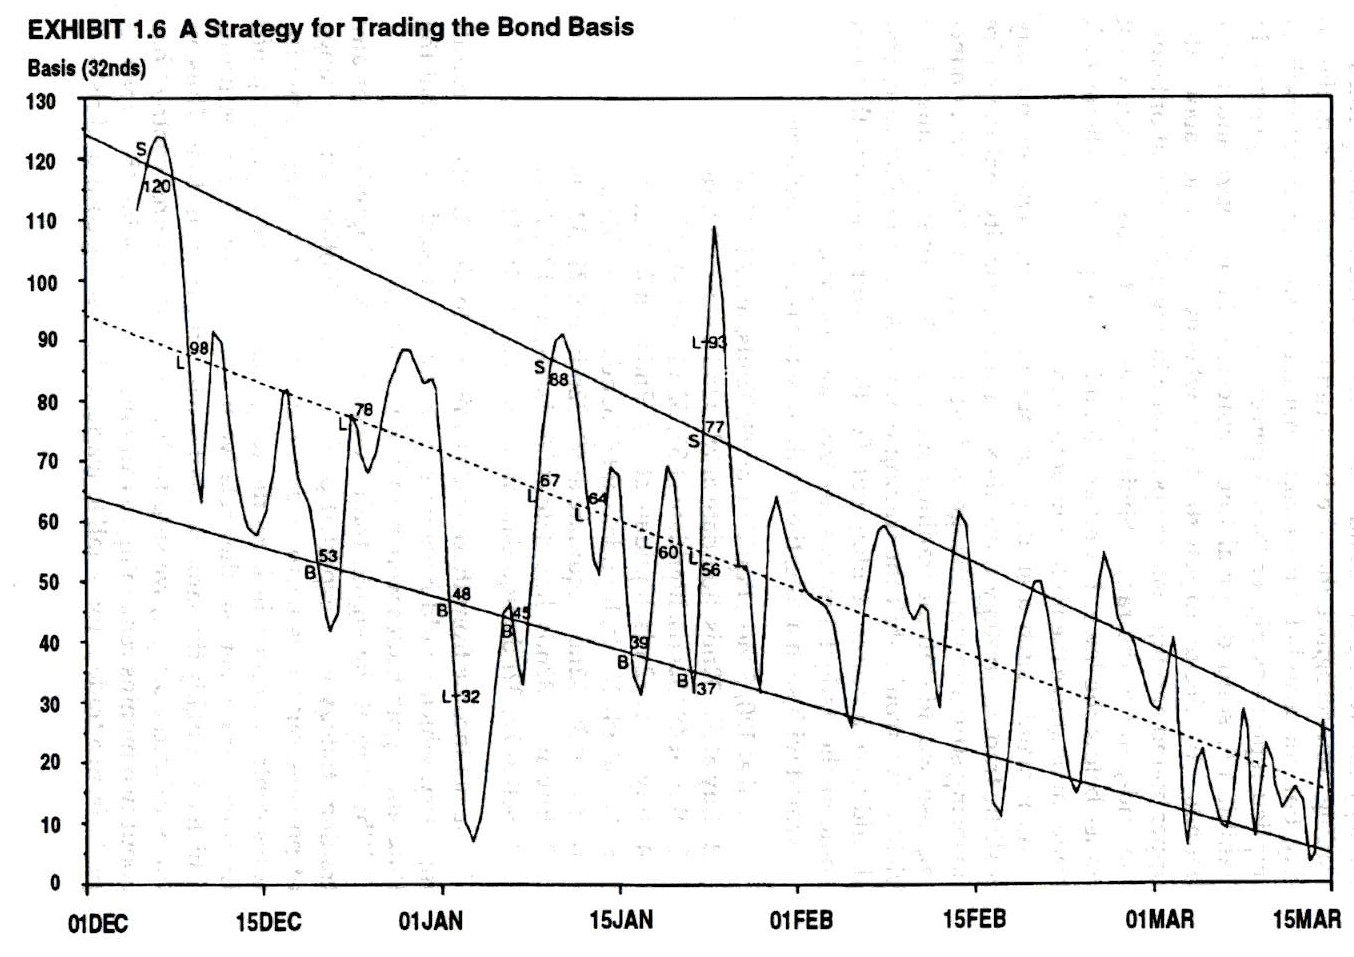 EXHIBIT 1.6 A Strategy for Trading the Bond Basis
Basis (32nds)
130
120
110
100
90
80
70
60
50
40
30
20
10
0
S
120
L
98
L
78
B
53
B
48
L-32
B
45
L
67
S
88
L
64
B
39
L
60
B
37
L
56
S
77
L-93
01DEC
15DEC
01JAN
15JAN
01FEB
15FEB
01MAR
15MAR